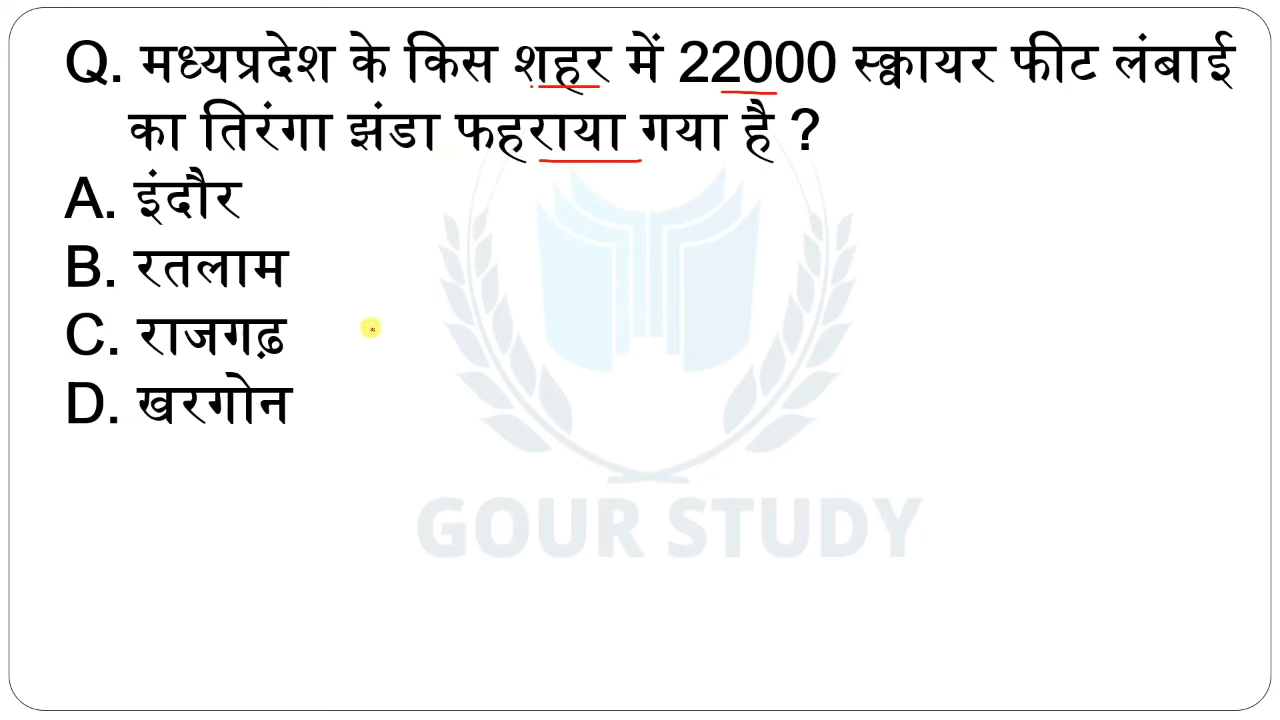 Q. मध्यप्रदेश के किस शहर में 22000 स्क्वायर फीट लंबाई
का तिरंगा झंडा फहराया गया है ?
A. इंदौर
B. रतलाम
C. राजगढ़
D. खरगोन
GOUR STUDY